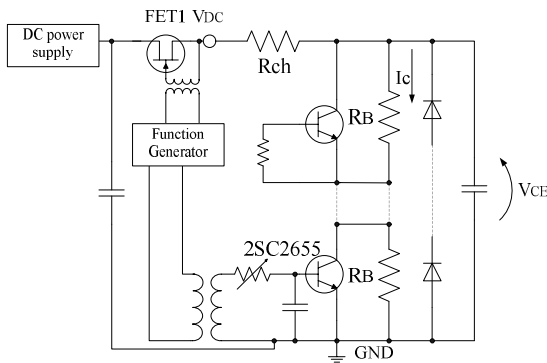 FET1 VDC
DC power
supply
Rch
Ic
RB
Function
Generator
VCE
2SC2655
RB
GND